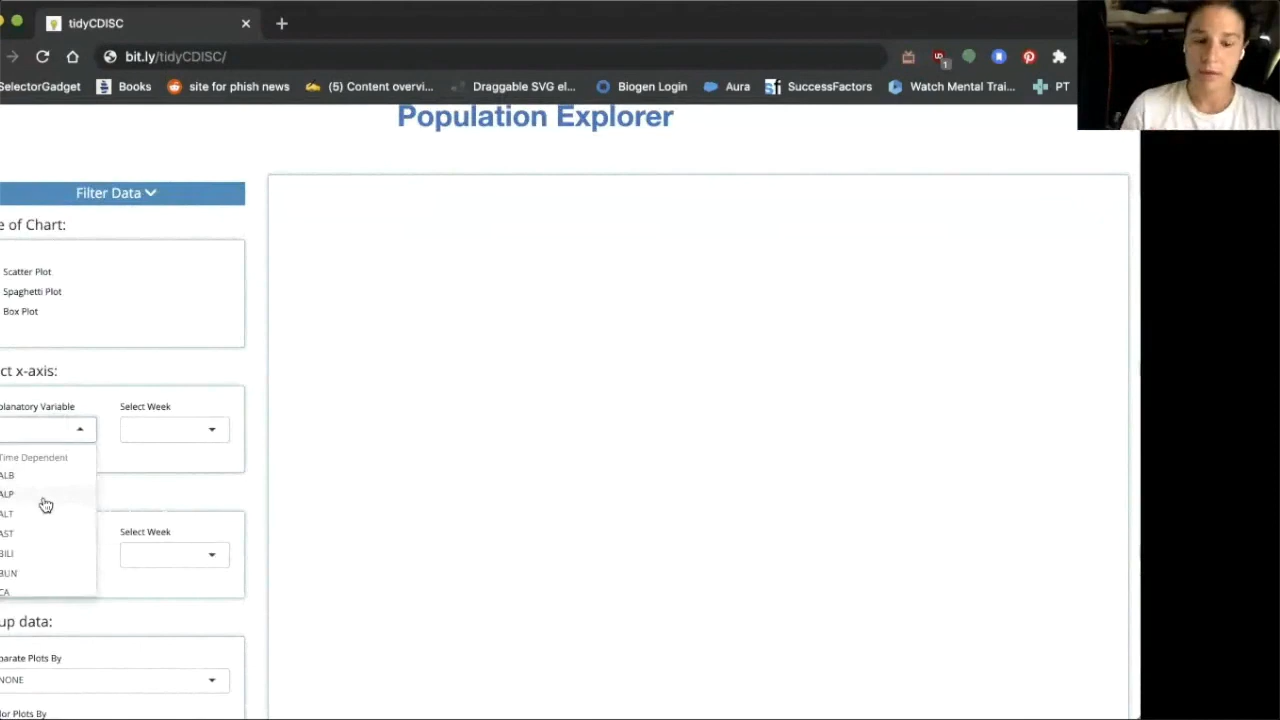 tidyCDISC
bit.ly/tidyCDISC/
SelectorGadget Books site for phish news (5) Content overvi... Draggable SVG el... Biogen Login Aura SuccessFactors Watch Mental Trai... PT
Population Explorer
Filter Data
e of Chart:
Scatter Plot
Spaghetti Plot
Box Plot
ct x-axis:
planatory Variable Select Week
Time Dependent
ALB
ALP
ALT
AST
BILI
BUN
CA
Select Week
up data:
parate Plots By
NONE
lor Plots By